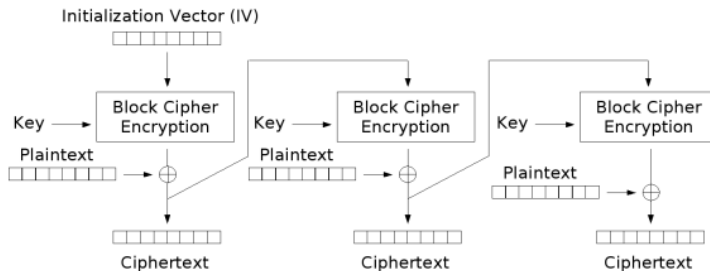 Initialization Vector (IV)
Key
Block Cipher
Encryption
Plaintext
Ciphertext
Key
Block Cipher
Encryption
Plaintext
Ciphertext
Key
Block Cipher
Encryption
Plaintext
Ciphertext